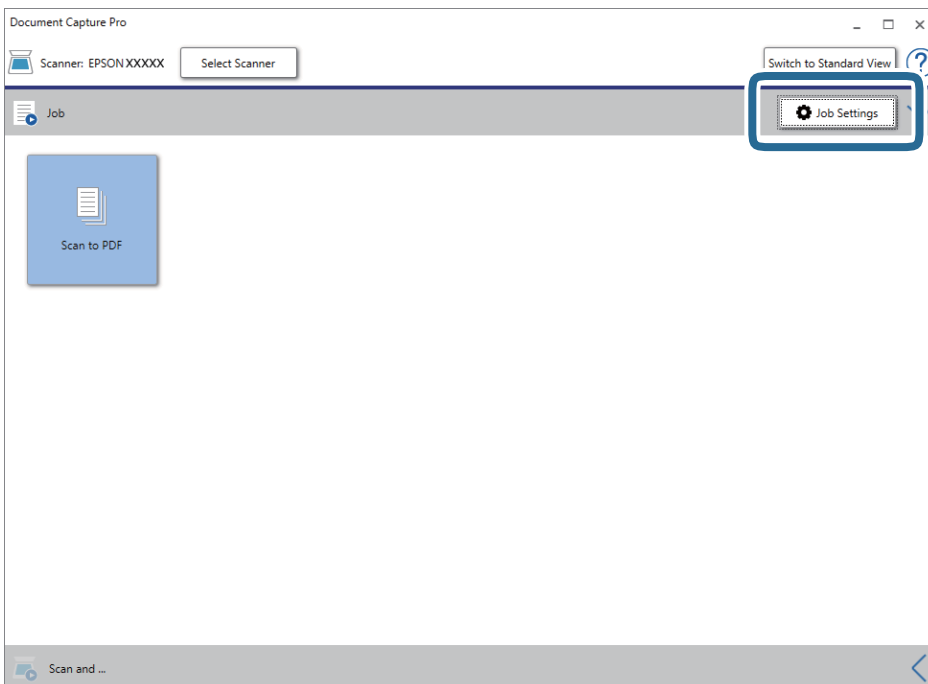 Document Capture Pro
Scanner: EPSON XXXXX
Select Scanner
Switch to Standard View
?
Job
Job Settings
Scan to PDF
Scan and ...